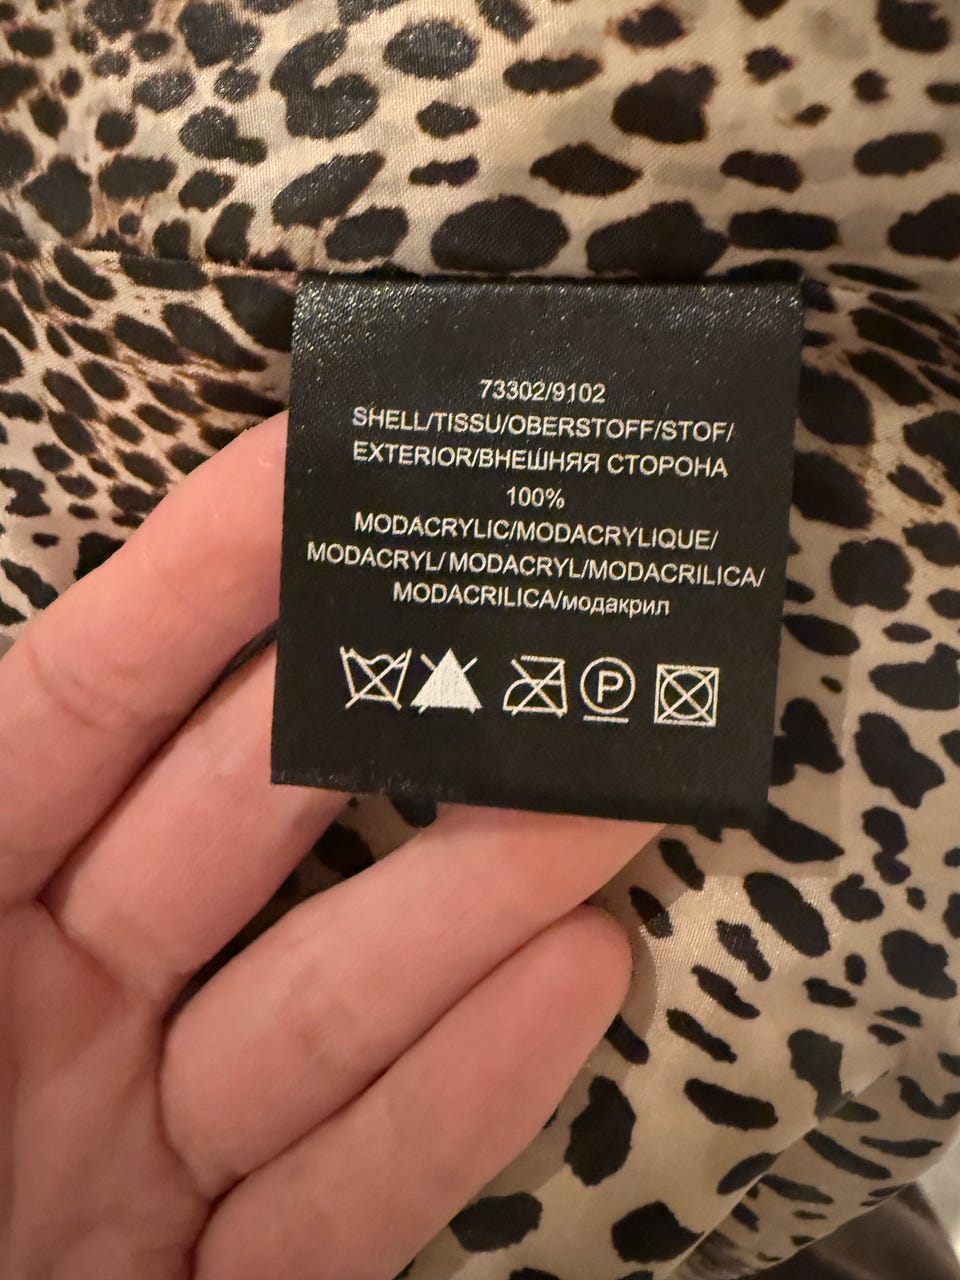 73302/9102
SHELL/TISSU/OBERSTOFF/STOF/
EXTERIOR/ВНЕШНЯЯ СТОРОНА
100%
MODACRYLIC/MODACRYLIQUE/
MODACRYL/ MODACRYL/MODACRILICA/
MODACRILICA/модакрил
P